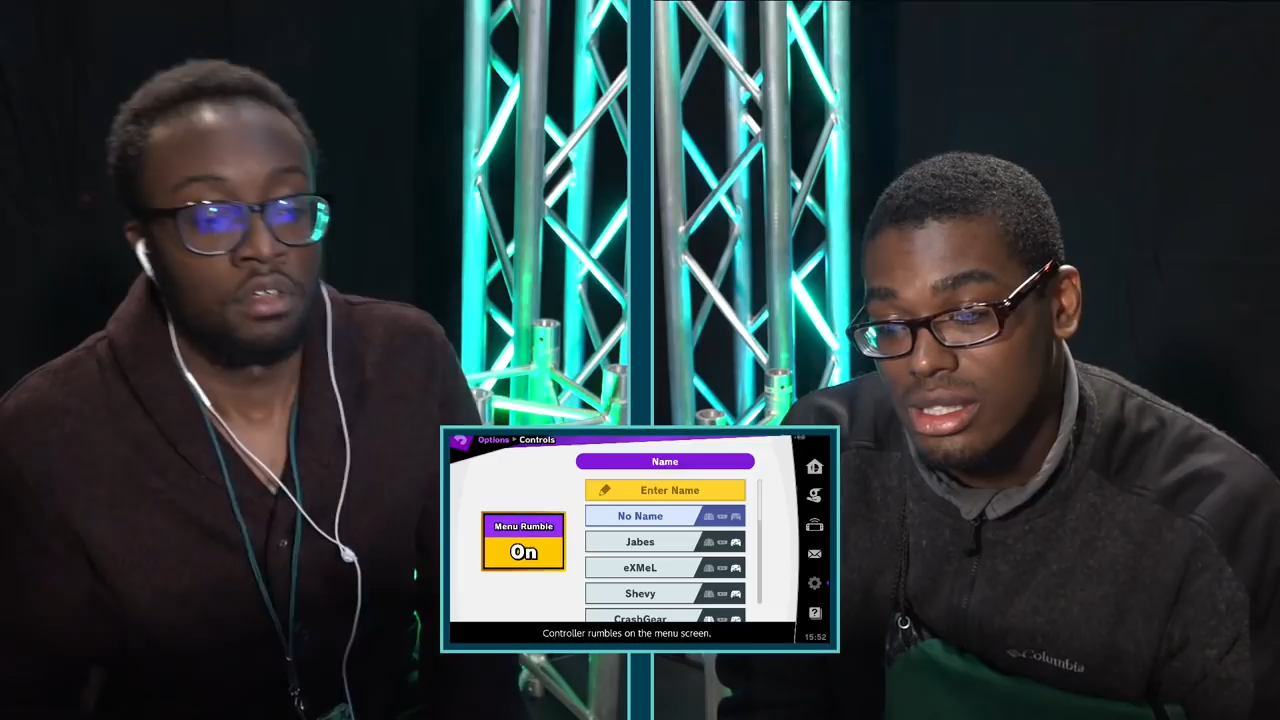 Options ▸ Controls
Name
Enter Name
No Name
Menu Rumble
On
Jabes
eXMeL
Shevy
CrashGear
Controller rumbles on the menu screen.
15:52
Columbia